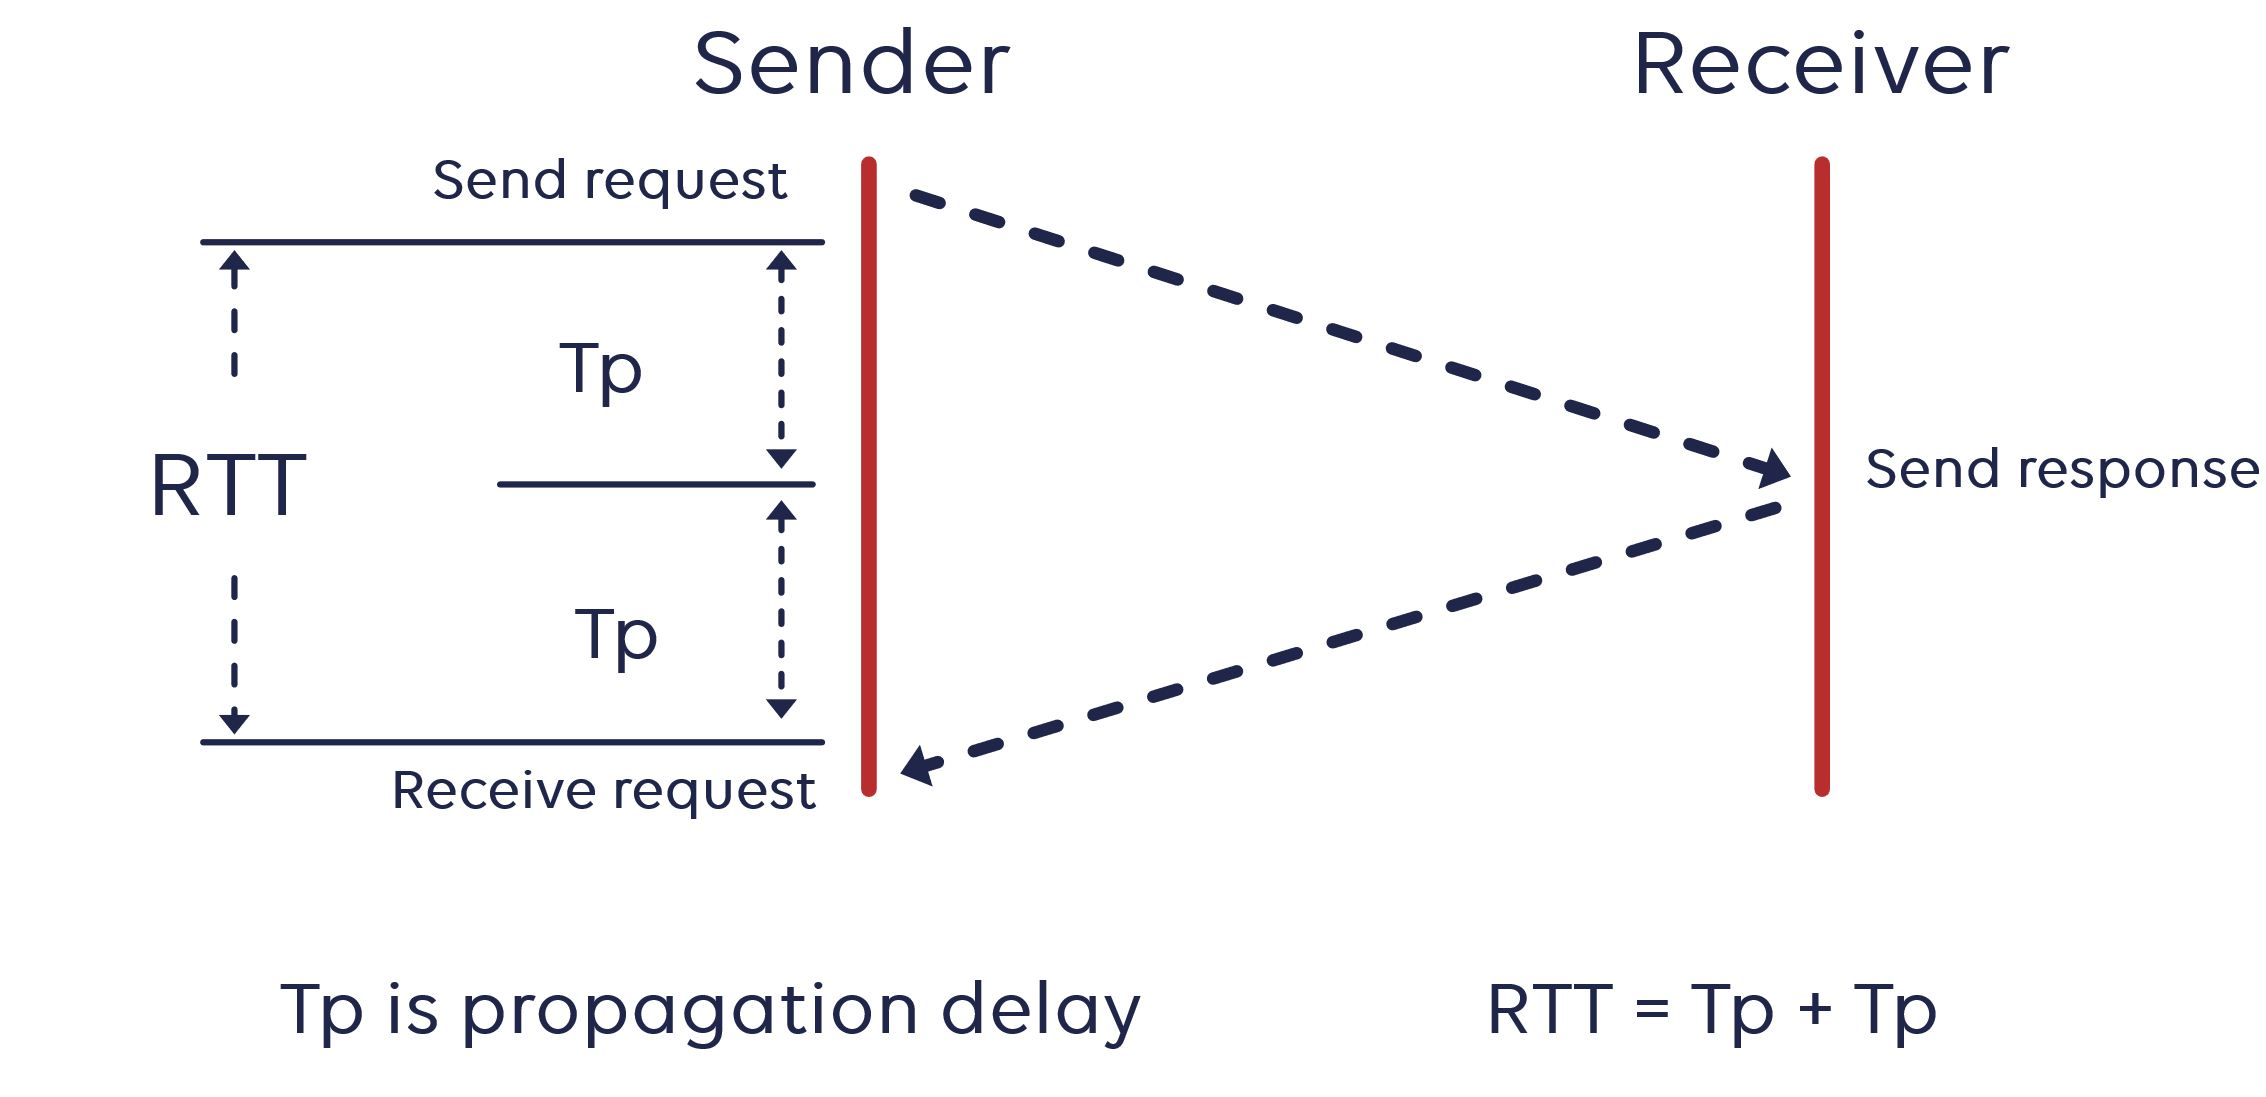 Sender
Receiver
Send request
Tp
RTT
Send response
Tp
Receive request
Tp is propagation delay
RTT = Tp + Tp